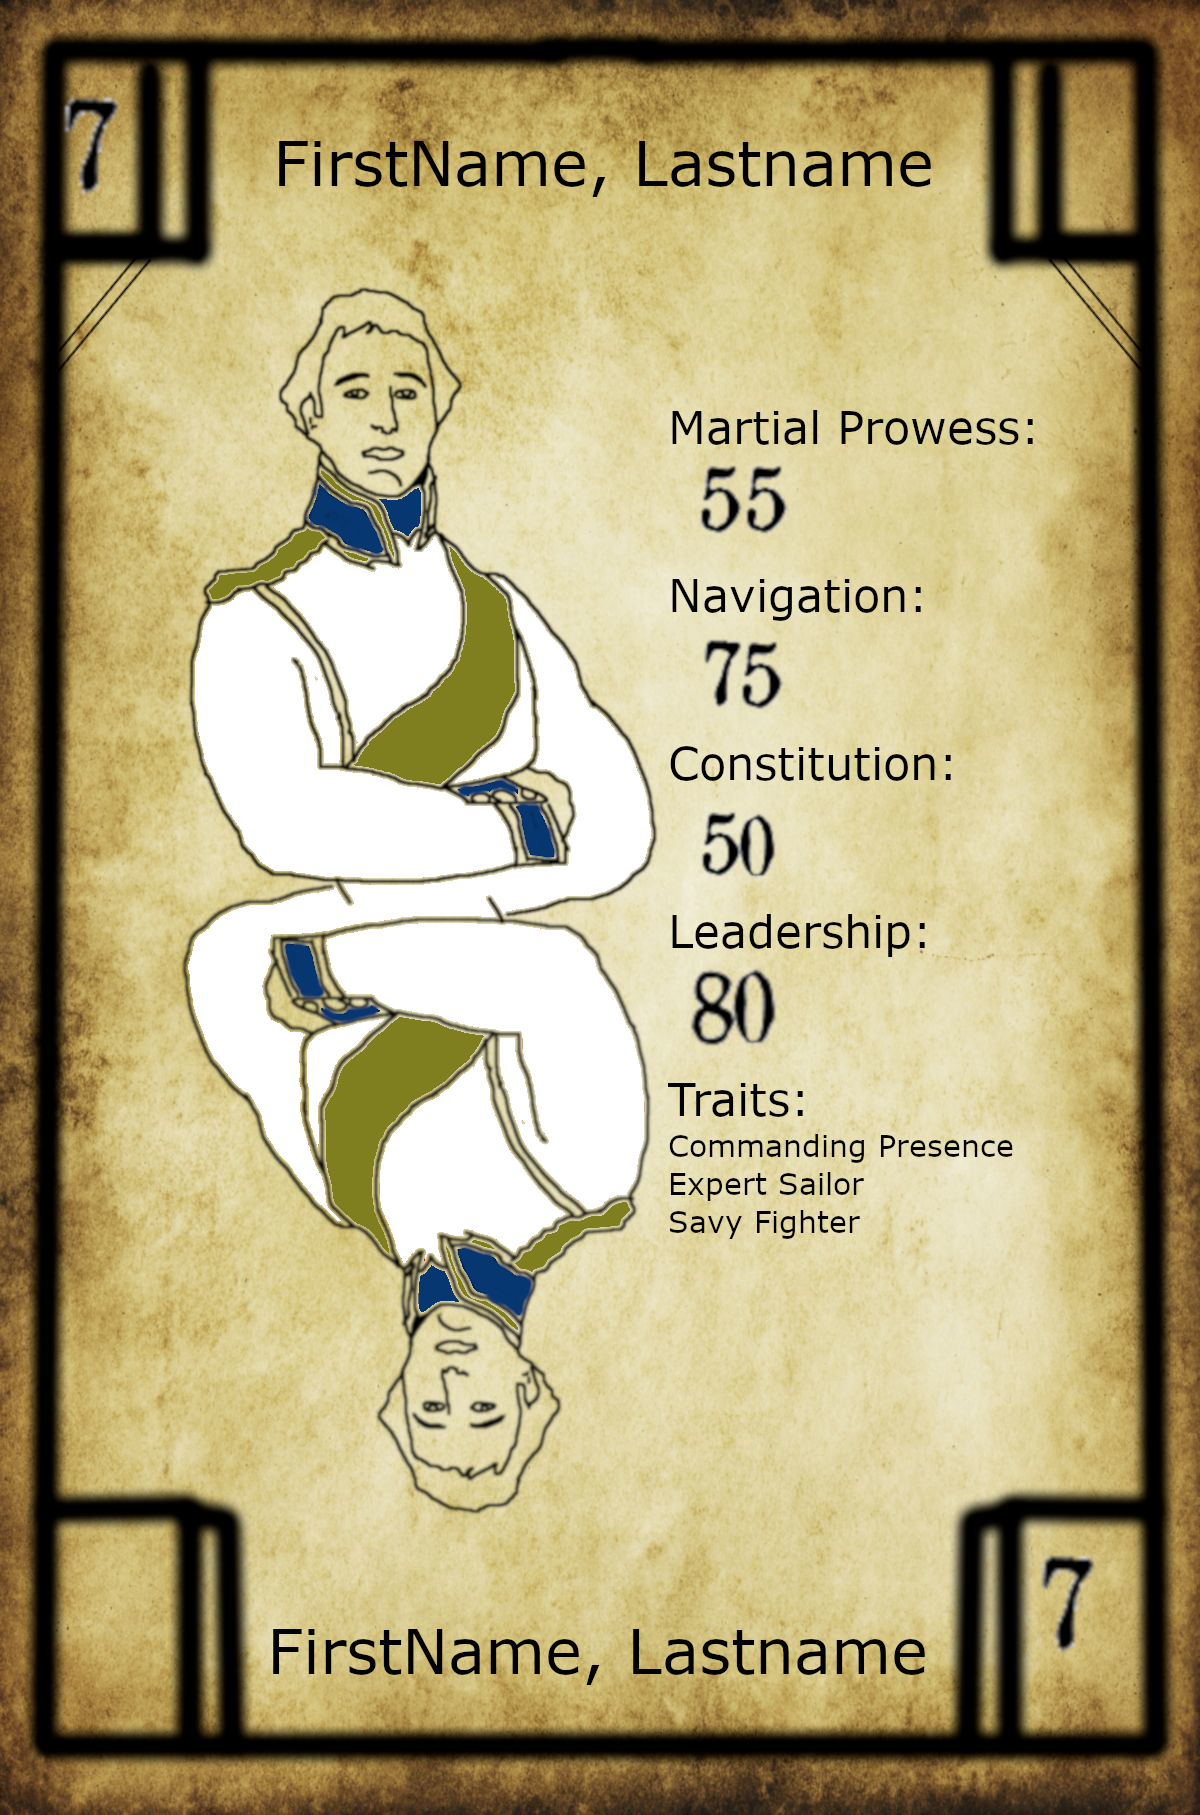 7
FirstName, Lastname
Martial Prowess:
55
Navigation:
75
Constitution:
50
Leadership:
80
Traits:
Commanding Presence
Expert Sailor
Savy Fighter
7
FirstName, Lastname